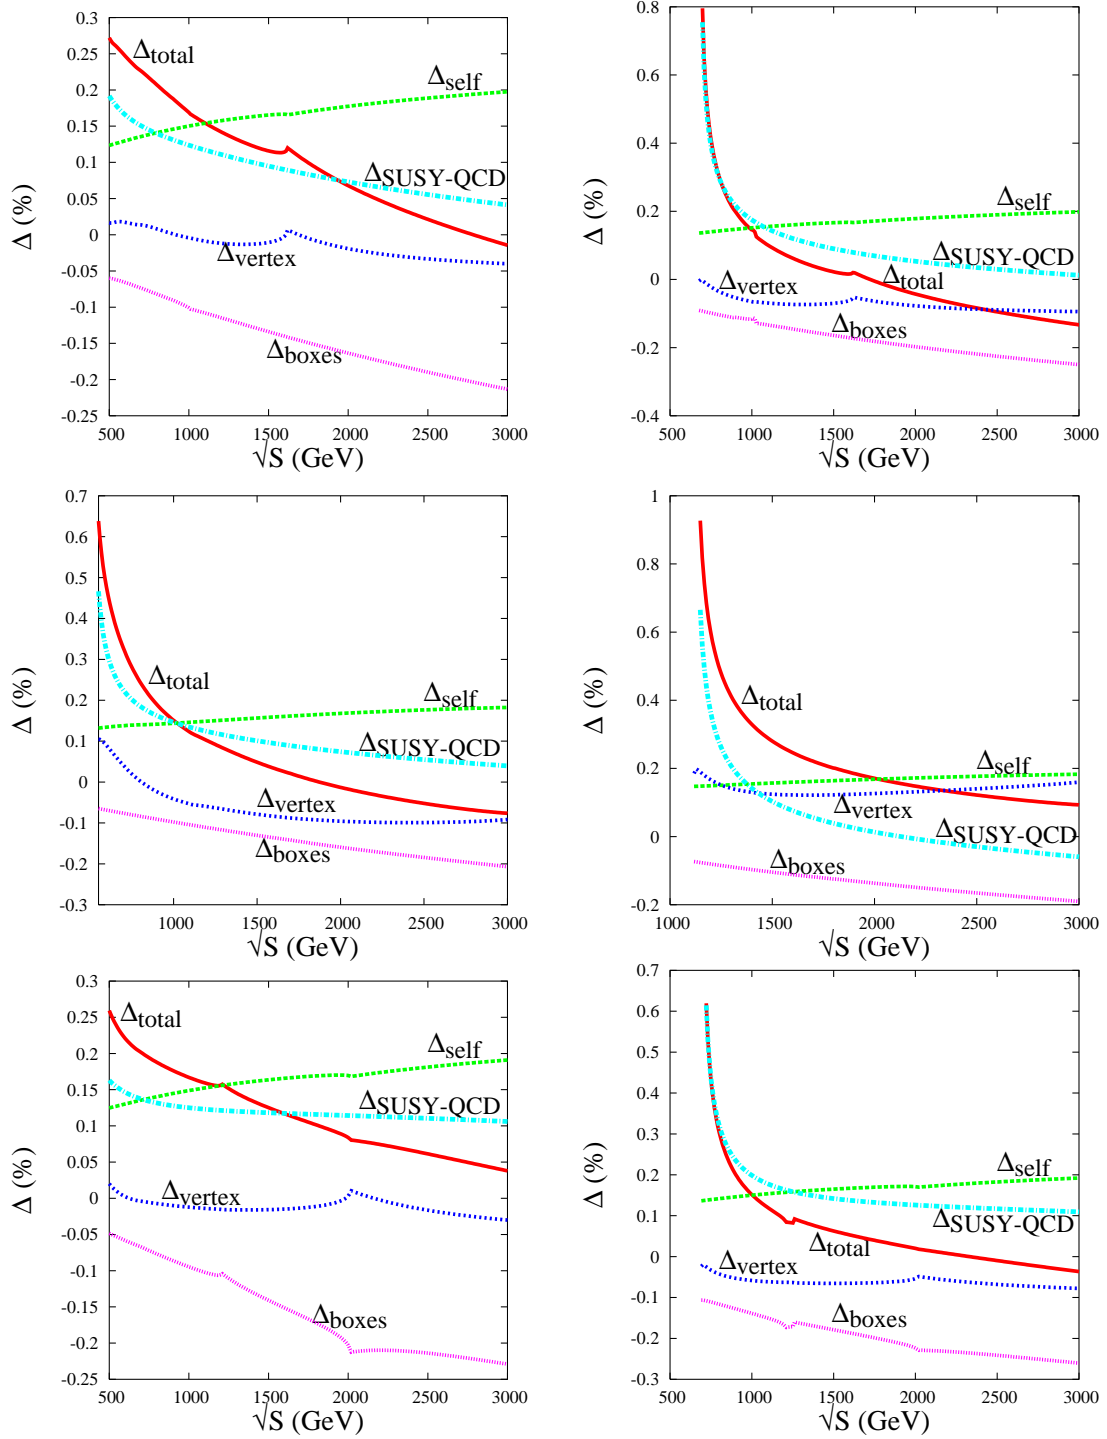 0.3
0.25
0.2
0.15
0.1
0.05
0
-0.05
-0.1
-0.15
-0.2
-0.25
500 1000 1500 2000 2500 3000
Δ (%)
√S (GeV)
Δtotal
Δself
ΔSUSY-QCD
Δvertex
Δboxes
0.8
0.6
0.4
0.2
0
-0.2
-0.4
500 1000 1500 2000 2500 3000
Δ (%)
√S (GeV)
Δself
ΔSUSY-QCD
Δvertex
Δtotal
Δboxes
0.7
0.6
0.5
0.4
0.3
0.2
0.1
0
-0.1
-0.2
-0.3
1000 1500 2000 2500 3000
Δ (%)
√S (GeV)
Δtotal
Δself
ΔSUSY-QCD
Δvertex
Δboxes
1
0.8
0.6
0.4
0.2
0
-0.2
1000 1500 2000 2500 3000
Δ (%)
√S (GeV)
Δtotal
Δself
Δvertex
ΔSUSY-QCD
Δboxes
0.3
0.25
0.2
0.15
0.1
0.05
0
-0.05
-0.1
-0.15
-0.2
-0.25
500 1000 1500 2000 2500 3000
Δ (%)
√S (GeV)
Δtotal
Δself
ΔSUSY-QCD
Δvertex
Δboxes
0.7
0.6
0.5
0.4
0.3
0.2
0.1
0
-0.1
-0.2
-0.3
500 1000 1500 2000 2500 3000
Δ (%)
√S (GeV)
Δself
ΔSUSY-QCD
Δtotal
Δvertex
Δboxes